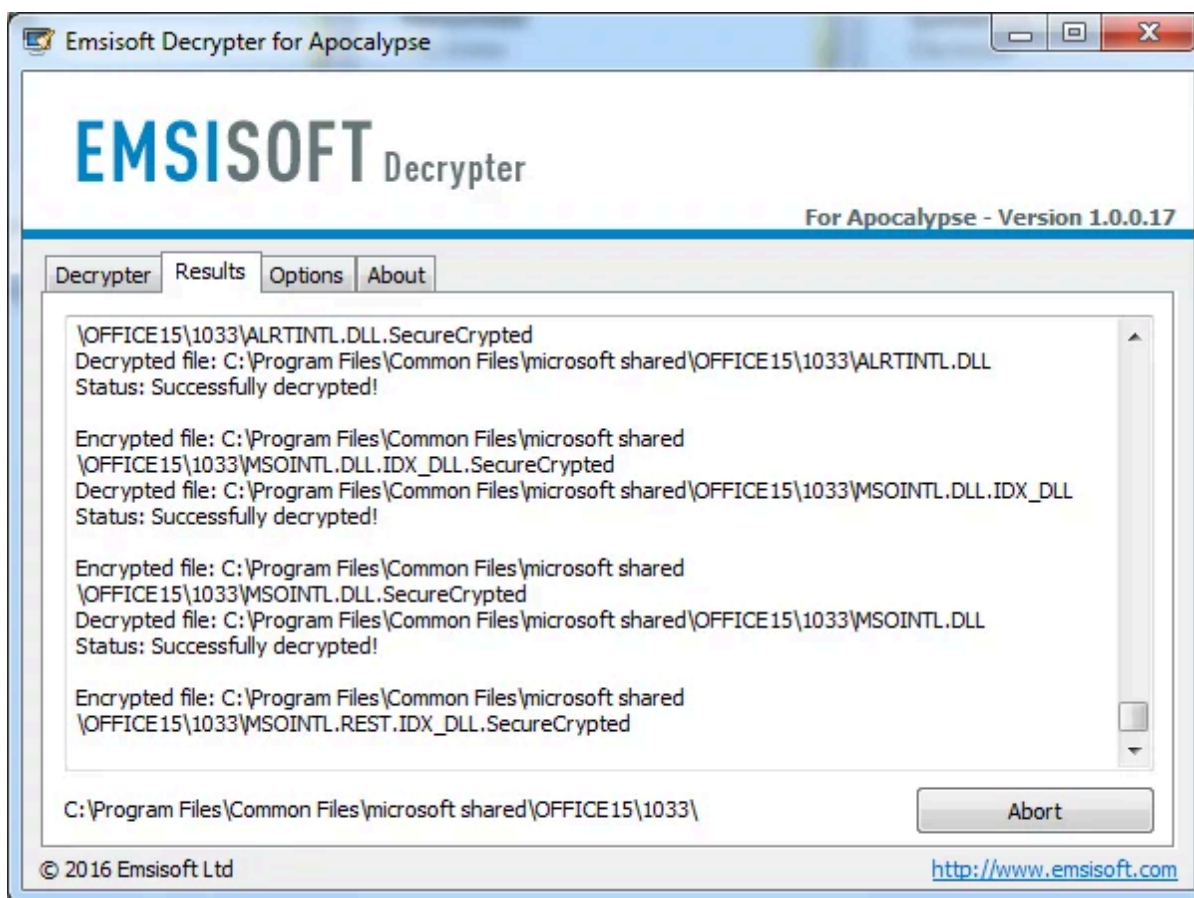 Emsisoft Decrypter for Apocalypse
EMSISOFT Decrypter
For Apocalypse - Version 1.0.0.17
Decrypter Results Options About
\OFFICE15\1033\ALRTINTL.DLL.SecureCrypted
Decrypted file: C:\Program Files\Common Files\microsoft shared\OFFICE15\1033\ALRTINTL.DLL
Status: Successfully decrypted!
Encrypted file: C:\Program Files\Common Files\microsoft shared
\OFFICE15\1033\MSOINTL.DLL.IDX_DLL.SecureCrypted
Decrypted file: C:\Program Files\Common Files\microsoft shared\OFFICE15\1033\MSOINTL.DLL.IDX_DLL
Status: Successfully decrypted!
Encrypted file: C:\Program Files\Common Files\microsoft shared
\OFFICE15\1033\MSOINTL.DLL.SecureCrypted
Decrypted file: C:\Program Files\Common Files\microsoft shared\OFFICE15\1033\MSOINTL.DLL
Status: Successfully decrypted!
Encrypted file: C:\Program Files\Common Files\microsoft shared
\OFFICE15\1033\MSOINTL.REST.IDX_DLL.SecureCrypted
C:\Program Files\Common Files\microsoft shared\OFFICE15\1033\
Abort
© 2016 Emsisoft Ltd
http://www.emsisoft.com